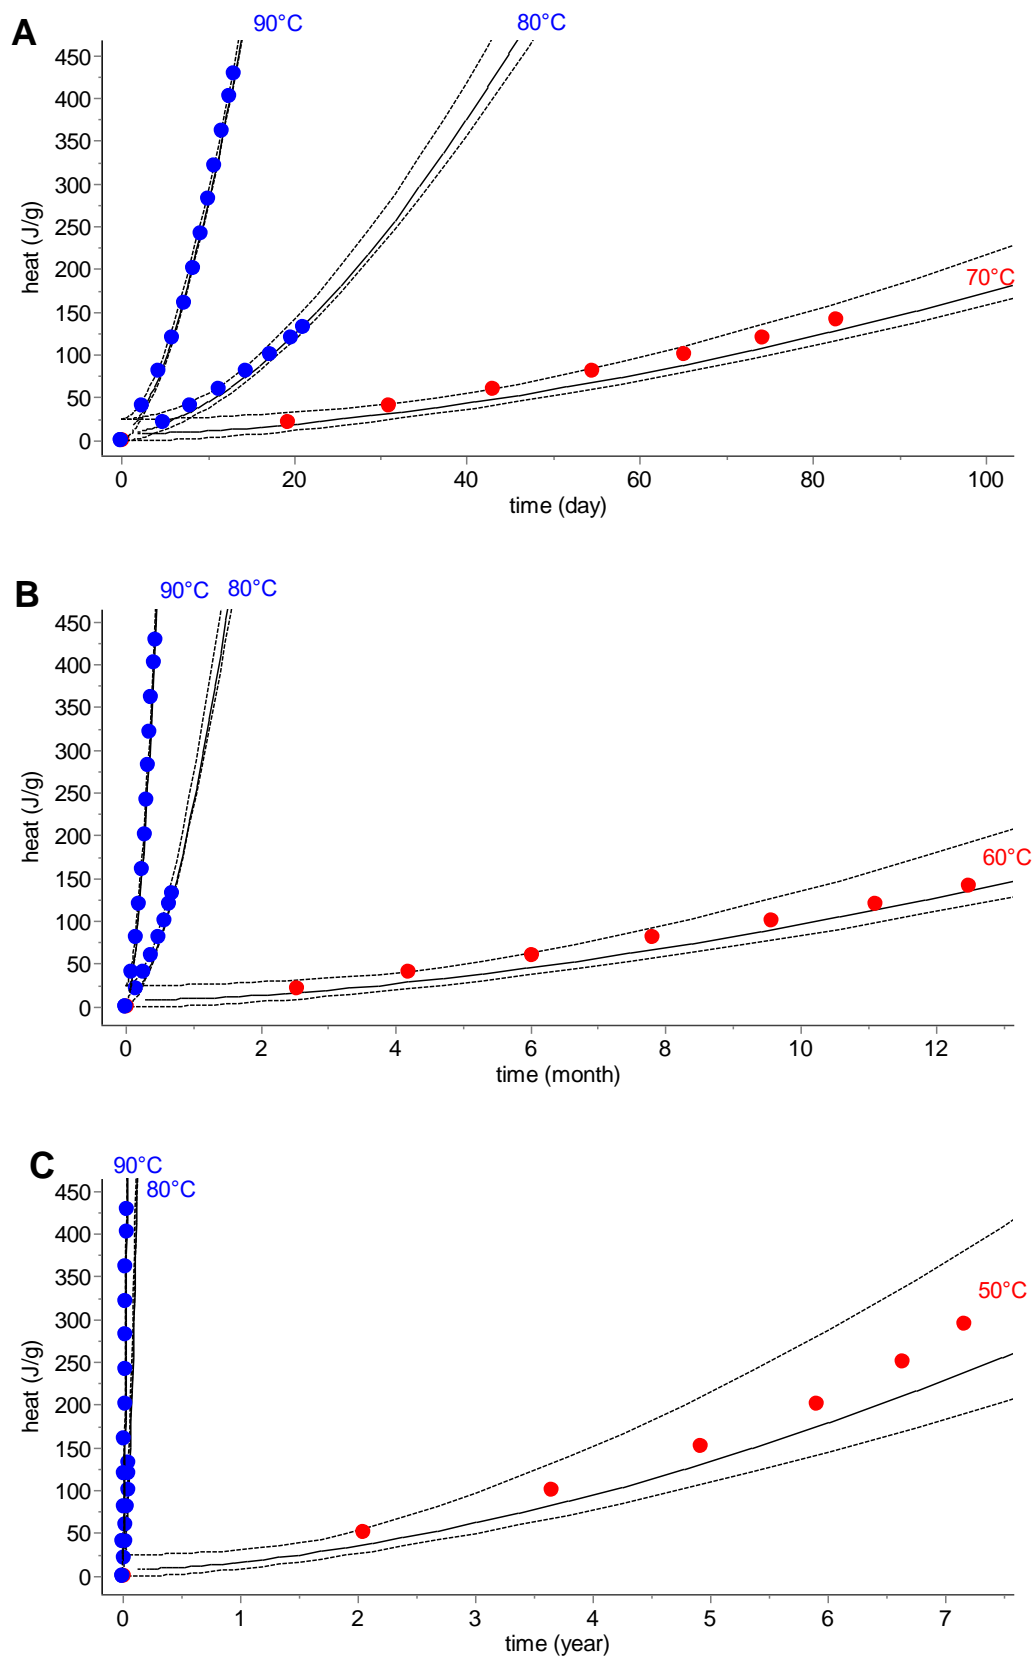 A
90°C
80°C
450
400
350
300
250
200
150
100
50
0
heat (J/g)
70°C
0 20 40 60 80 100
time (day)
B
90°C
80°C
450
400
350
300
250
200
150
100
50
0
heat (J/g)
60°C
0 2 4 6 8 10 12
time (month)
C
90°C
80°C
450
400
350
300
250
200
150
100
50
0
heat (J/g)
50°C
0 1 2 3 4 5 6 7
time (year)